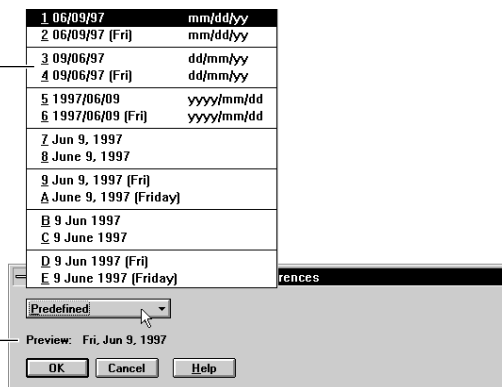 1 06/09/97 mm/dd/yy
2 06/09/97 (Fri) mm/dd/yy
3 09/06/97 dd/mm/yy
4 09/06/97 (Fri) dd/mm/yy
5 1997/06/09 yyyy/mm/dd
6 1997/06/09 (Fri) yyyy/mm/dd
7 Jun 9, 1997
8 June 9, 1997
9 Jun 9, 1997 (Fri)
A June 9, 1997 (Friday)
B 9 Jun 1997
C 9 June 1997
D 9 Jun 1997 (Fri)
E 9 June 1997 (Friday)
Predefined
Preview: Fri, Jun 9, 1997
OK Cancel Help